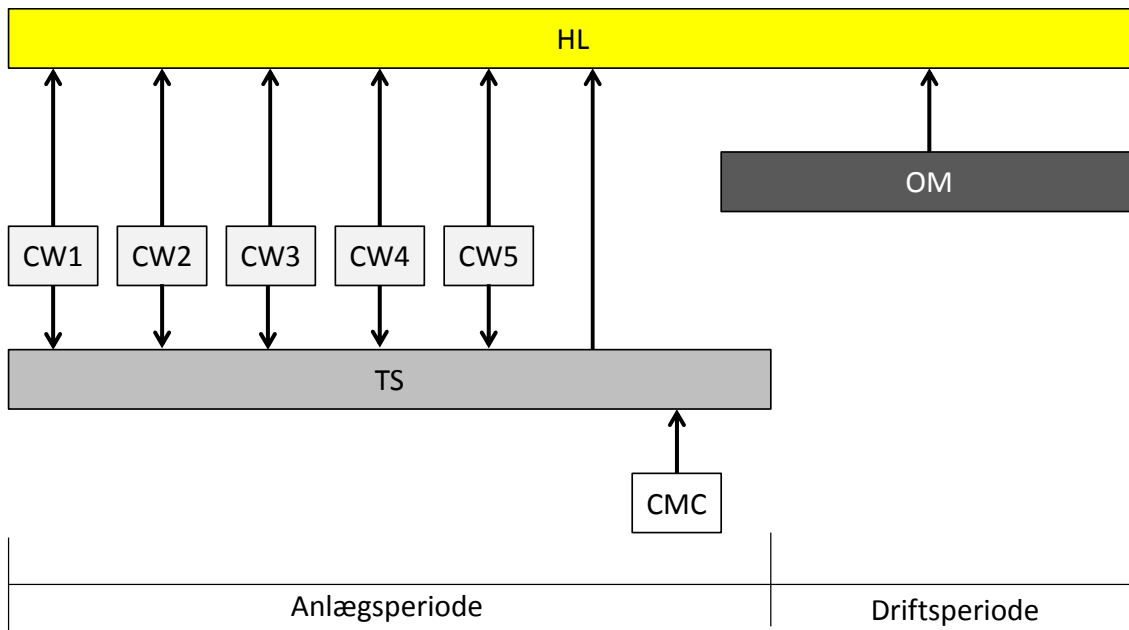 HL
OM
CW1
CW2
CW3
CW4
CW5
TS
CMC
Anlægsperiode
Driftsperiode